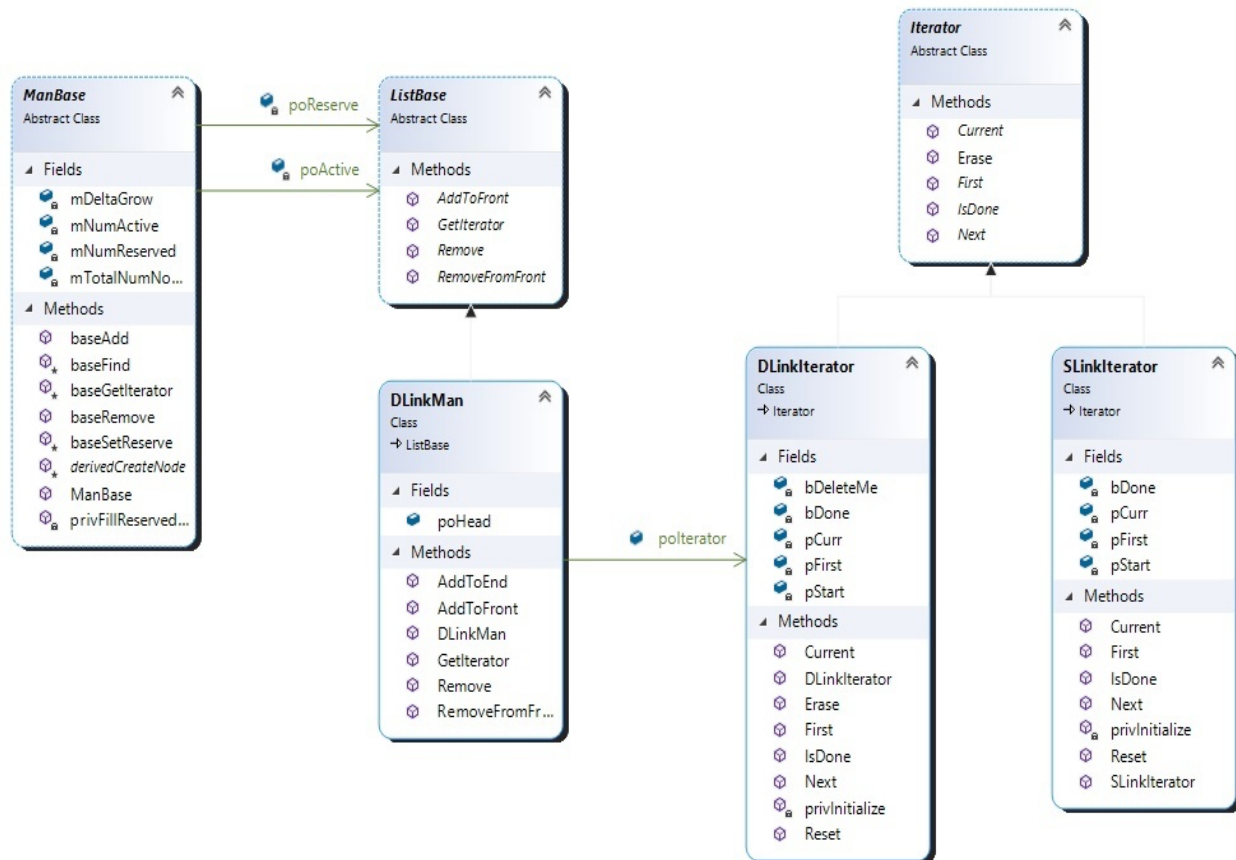 ManBase
Abstract Class
Fields
mDeltaGrow
mNumActive
mNumReserved
mTotalNumNo...
Methods
baseAdd
baseFind
baseGetIterator
baseRemove
baseSetReserve
derivedCreateNode
ManBase
privFillReserved...
poReserve
poActive
ListBase
Abstract Class
Methods
AddToFront
GetIterator
Remove
RemoveFromFront
DLinkMan
Class
→ ListBase
Fields
poHead
Methods
AddToEnd
AddToFront
DLinkMan
GetIterator
Remove
RemoveFromFr...
poIterator
Iterator
Abstract Class
Methods
Current
Erase
First
IsDone
Next
DLinkIterator
Class
→ Iterator
Fields
bDeleteMe
bDone
pCurr
pFirst
pStart
Methods
Current
DLinkIterator
Erase
First
IsDone
Next
privInitialize
Reset
SLinkIterator
Class
→ Iterator
Fields
bDone
pCurr
pFirst
pStart
Methods
Current
First
IsDone
Next
privInitialize
Reset
SLinkIterator